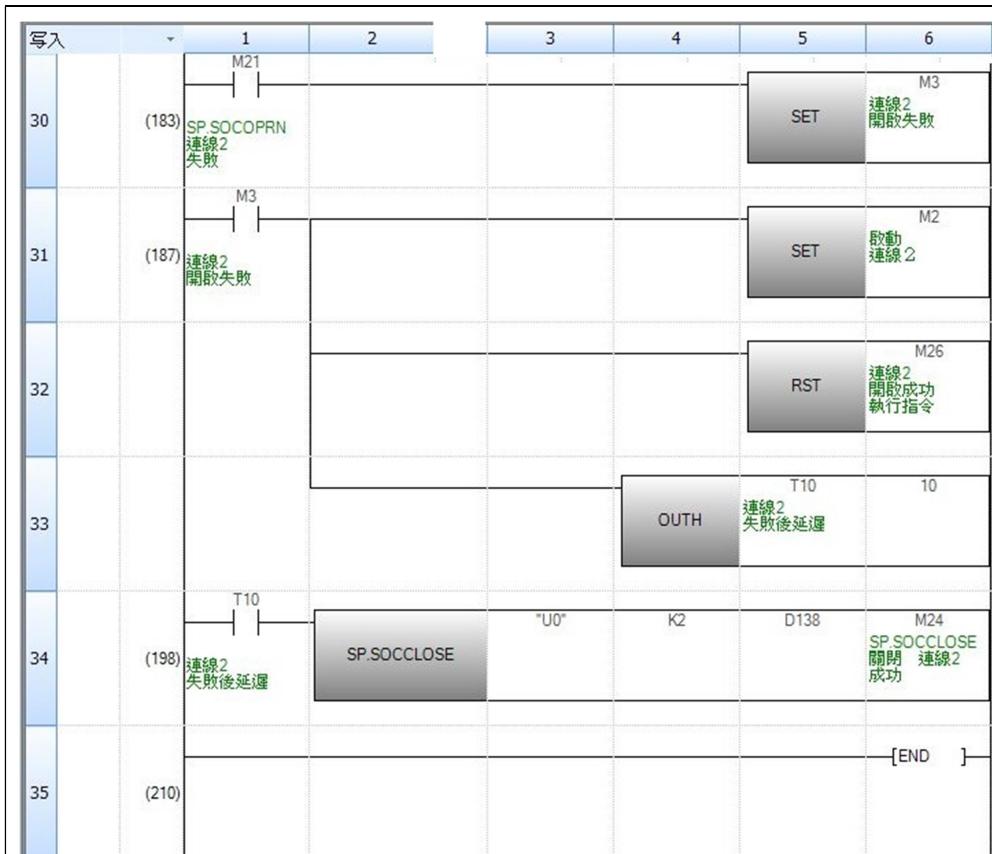 写入 1 2 3 4 5 6
30 (183)
M21
SP.SOCOPRN
連線2
失敗
SET
M3
連線2
開啟失敗
31 (187)
M3
連線2
開啟失敗
SET
M2
啟動
連線２
32
RST
M26
連線2
開啟成功
執行指令
33
OUTH
T10
連線2
失敗後延遲
10
34 (198)
T10
連線2
失敗後延遲
SP.SOCCLOSE
"U0"
K2
D138
M24
SP.SOCCLOSE
關閉 連線2
成功
35 (210)
[END ]